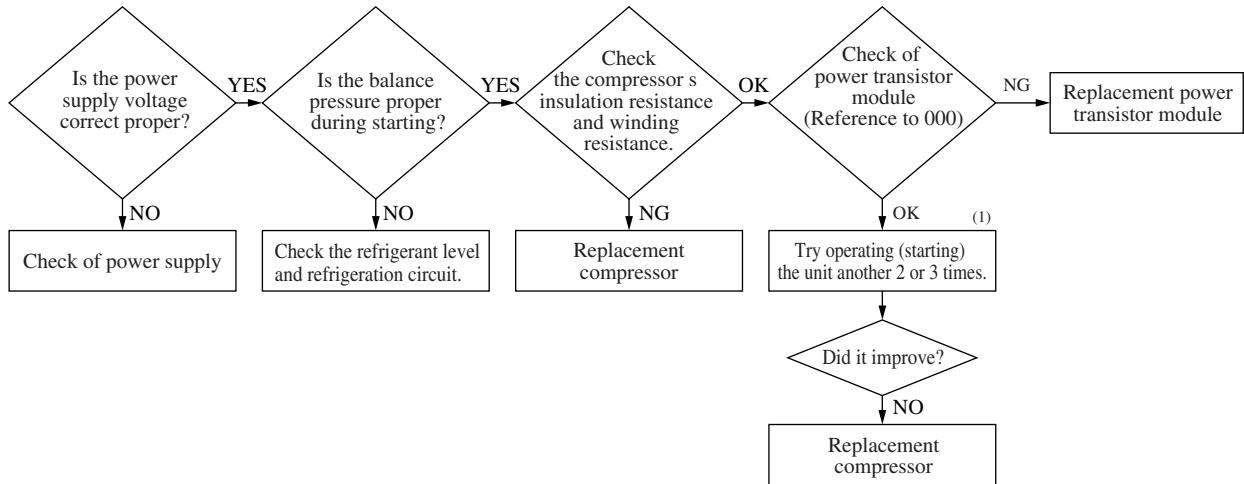 Is the power
supply voltage
correct proper?
YES
NO
Check of power supply
Is the balance
pressure proper
during starting?
YES
NO
Check the refrigerant level
and refrigeration circuit.
Check
the compressor s
insulation resistance
and winding
resistance.
OK
NG
Replacement
compressor
Check of
power transistor
module
(Reference to 000)
NG
Replacement power
transistor module
OK
(1)
Try operating (starting)
the unit another 2 or 3 times.
Did it improve?
NO
Replacement
compressor